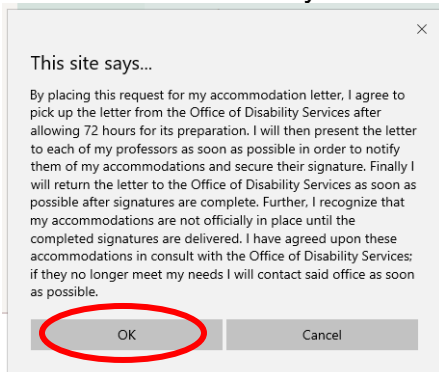 This site says...
By placing this request for my accommodation letter, I agree to
pick up the letter from the Office of Disability Services after
allowing 72 hours for its preparation. I will then present the letter
to each of my professors as soon as possible in order to notify
them of my accommodations and secure their signature. Finally I
will return the letter to the Office of Disability Services as soon as
possible after signatures are complete. Further, I recognize that
my accommodations are not officially in place until the
completed signatures are delivered. I have agreed upon these
accommodations in consult with the Office of Disability Services;
if they no longer meet my needs I will contact said office as soon
as possible.
OK
Cancel